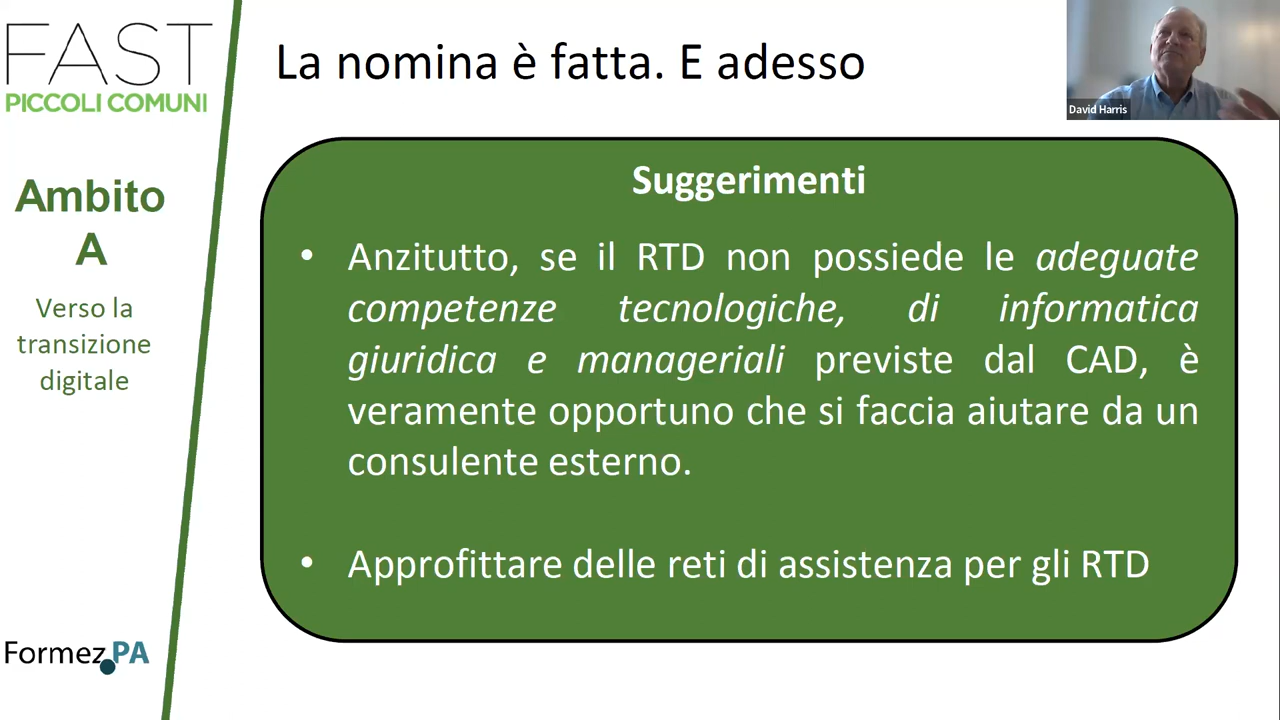 FAST
PICCOLI COMUNI
Ambito
A
Verso la
transizione
digitale
Formez PA
La nomina è fatta. E adesso
David Harris
Suggerimenti
• Anzitutto, se il RTD non possiede le adeguate
competenze tecnologiche, di informatica
giuridica e manageriali previste dal CAD, è
veramente opportuno che si faccia aiutare da un
consulente esterno.
• Approfittare delle reti di assistenza per gli RTD